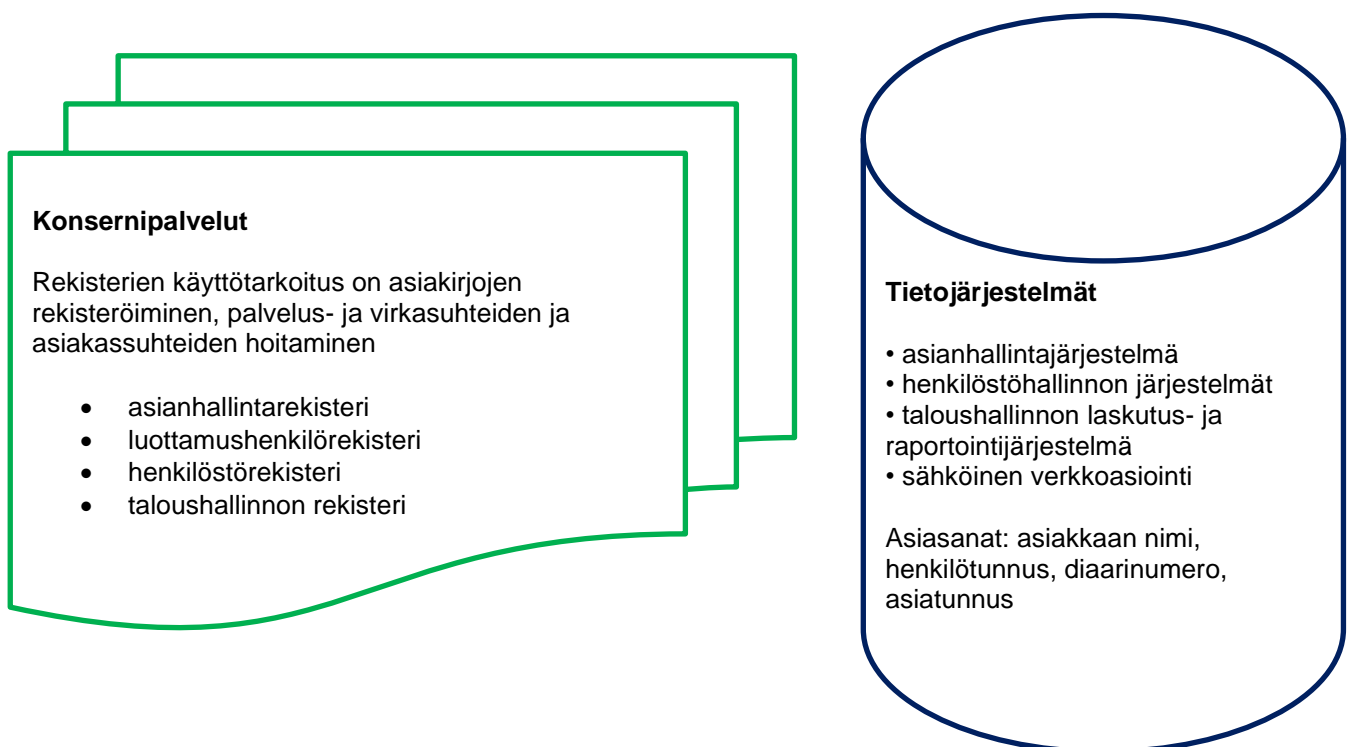 Konsernipalvelut
Rekisterien käyttötarkoitus on asiakirjojen
rekisteröiminen, palvelus- ja virkasuhteiden ja
asiakassuhteiden hoitaminen
• asianhallintarekisteri
• luottamushenkilörekisteri
• henkilöstörekisteri
• taloushallinnon rekisteri
Tietojärjestelmät
• asianhallintajärjestelmä
• henkilöstöhallinnon järjestelmät
• taloushallinnon laskutus- ja
raportointijärjestelmä
• sähköinen verkkoasiointi
Asiasanat: asiakkaan nimi,
henkilötunnus, diaarinumero,
asiatunnus